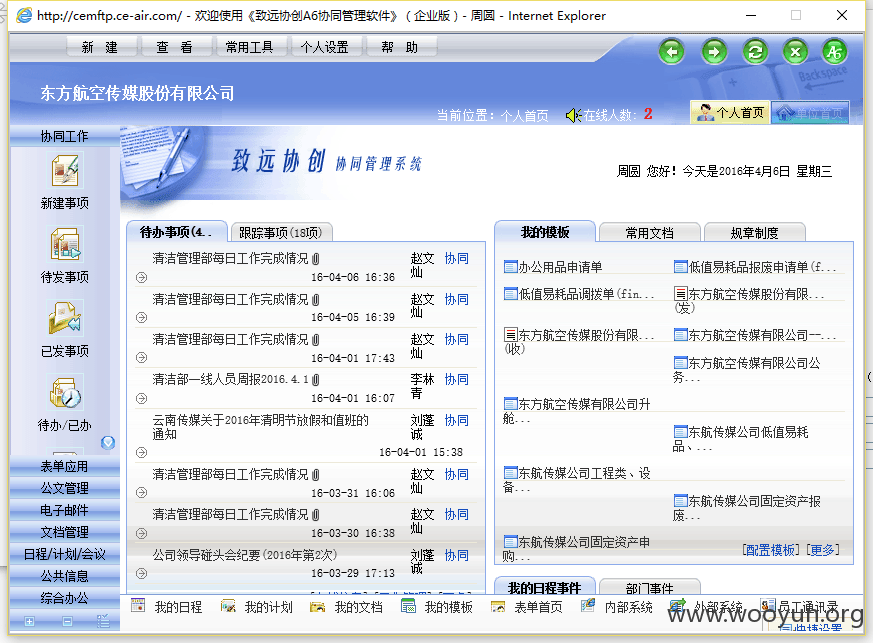 http://cemftp.ce-air.com/ - 欢迎使用《致远协创A6协同管理软件》（企业版）- 周圆 - Internet Explorer
新 建 查 看 常用工具 个人设置 帮 助
Backspace
东方航空传媒股份有限公司
当前位置：个人首页 在线人数： 2 个人首页 单位首页
协同工作
致远协创 协同管理系统
周圆 您好！今天是2016年4月6日 星期三
新建事项
待发事项
已发事项
待办/已办
表单应用
公文管理
电子邮件
文档管理
日程/计划/会议
公共信息
综合办公
待办事项(4.. 跟踪事项(18项)
清洁管理部每日工作完成情况 赵文灿 协同
16-04-06 16:36
清洁管理部每日工作完成情况 赵文灿 协同
16-04-05 16:39
清洁管理部每日工作完成情况 赵文灿 协同
16-04-01 17:43
清洁部一线人员周报2016.4.1 李林青 协同
16-04-01 16:07
云南传媒关于2016年清明节放假和值班的 刘蓬诚 协同
通知
16-04-01 15:38
清洁管理部每日工作完成情况 赵文灿 协同
16-03-31 16:06
清洁管理部每日工作完成情况 赵文灿 协同
16-03-30 16:38
公司领导碰头会纪要(2016年第2次) 刘蓬诚 协同
16-03-29 17:13
我的模板 常用文档 规章制度
办公用品申请单 低值易耗品报废申请单(f...
低值易耗品调拨单(fin... 东方航空传媒股份有限...
(发)
东方航空传媒股份有限... 东方航空传媒有限公司--...
(收)
东方航空传媒有限公司公
务...
东方航空传媒有限公司升
舱...
东航传媒公司低值易耗
品、...
东航传媒公司工程类、设
备...
东航传媒公司固定资产报
废...
东航传媒公司固定资产申
购...
[配置模板] [更多]
我的日程事件 部门事件
我的日程 我的计划 我的文档 我的模板 表单首页 内部系统 外部系统 员工通讯录
快捷设置
www.wooyun.org